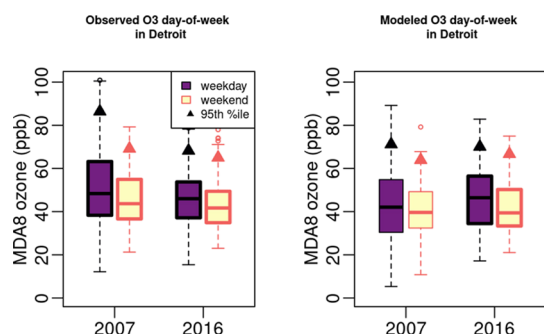 Observed O3 day-of-week
in Detroit
MDA8 ozone (ppb)
100
80
60
40
20
0
weekday
weekend
95th %ile
2007 2016
Modeled O3 day-of-week
in Detroit
MDA8 ozone (ppb)
100
80
60
40
20
0
2007 2016